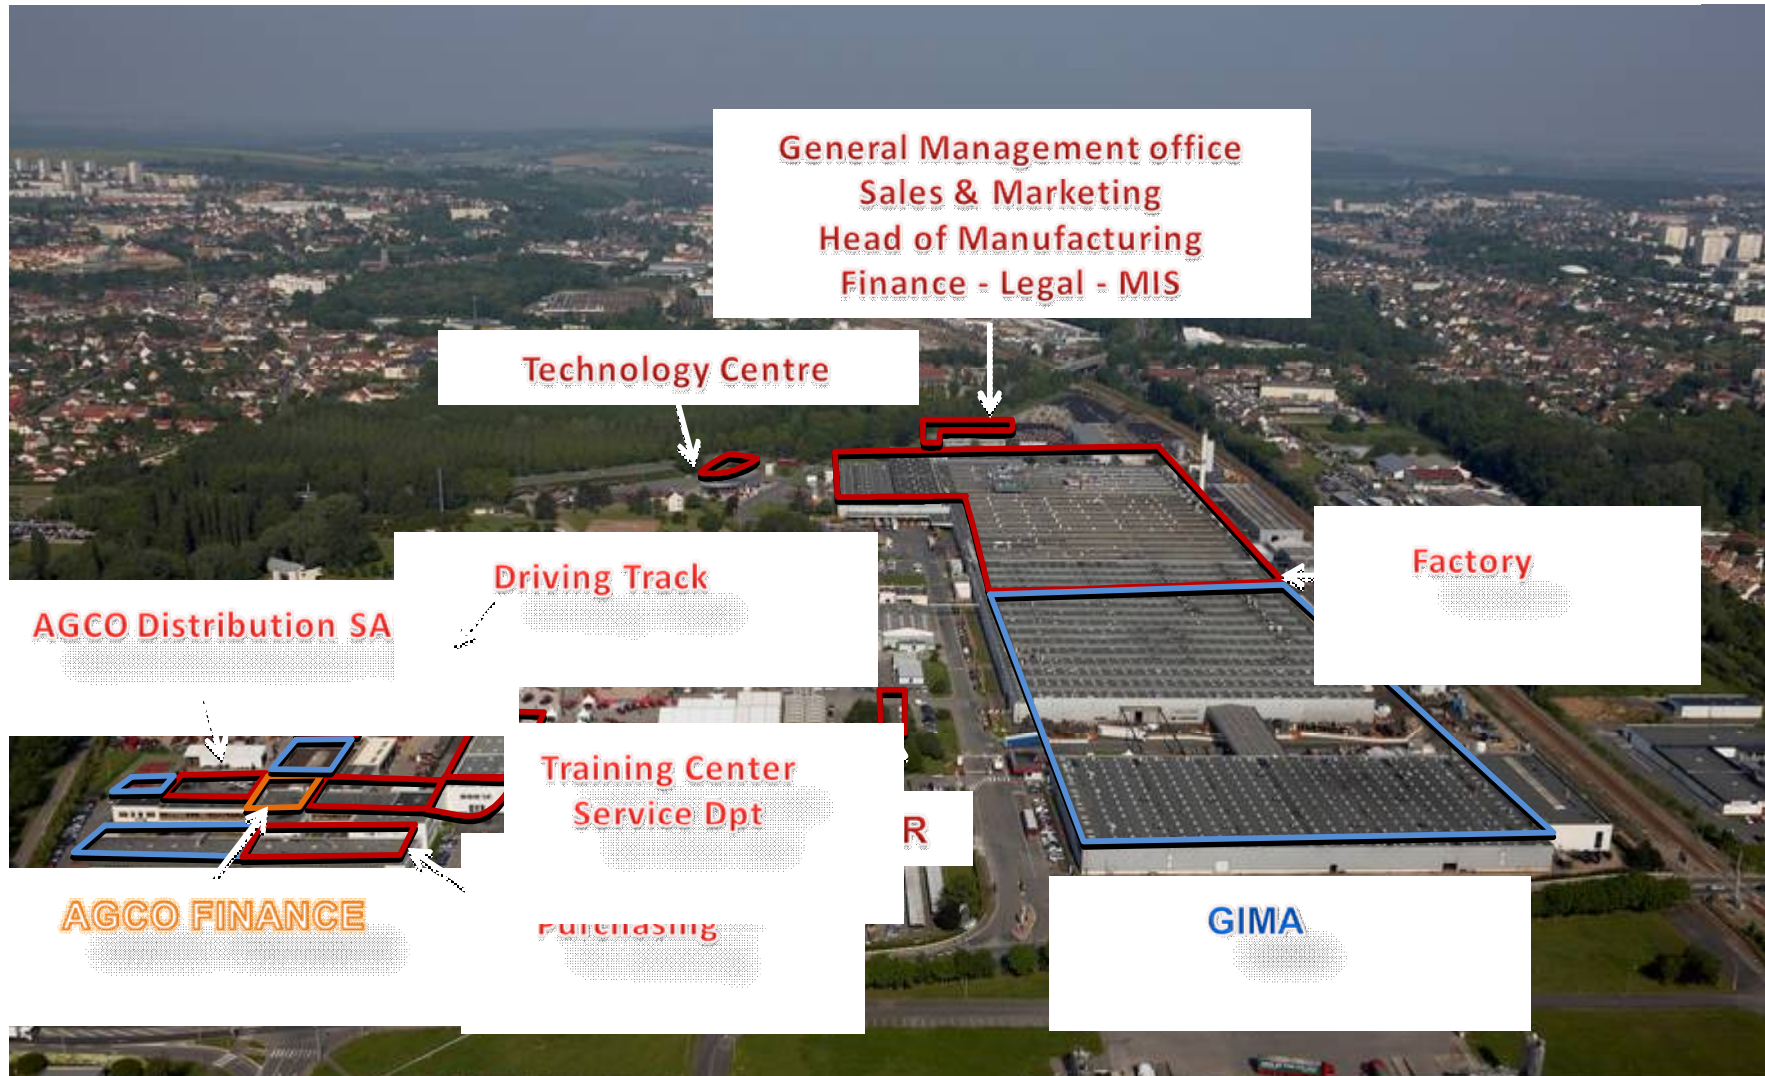 General Management office
Sales & Marketing
Head of Manufacturing
Finance - Legal - MIS
Technology Centre
Driving Track
Factory
AGCO Distribution SA
Training Center
Service Dpt
R
AGCO FINANCE
Purchasing
GIMA